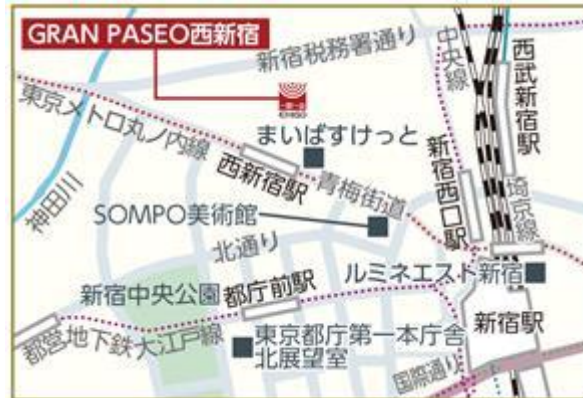 GRAN PASEO西新宿
新宿税務署通り
中央線
西武新宿駅
東京メトロ丸ノ内線
まいばすけっと
西新宿駅
青梅街道
新宿西口駅
埼京線
神田川
SOMPO美術館
北通り
ルミネエスト新宿
新宿中央公園
都庁前駅
新宿駅
都営地下鉄 大江戸線
東京都庁第一本庁舎
北展望室
国際通り